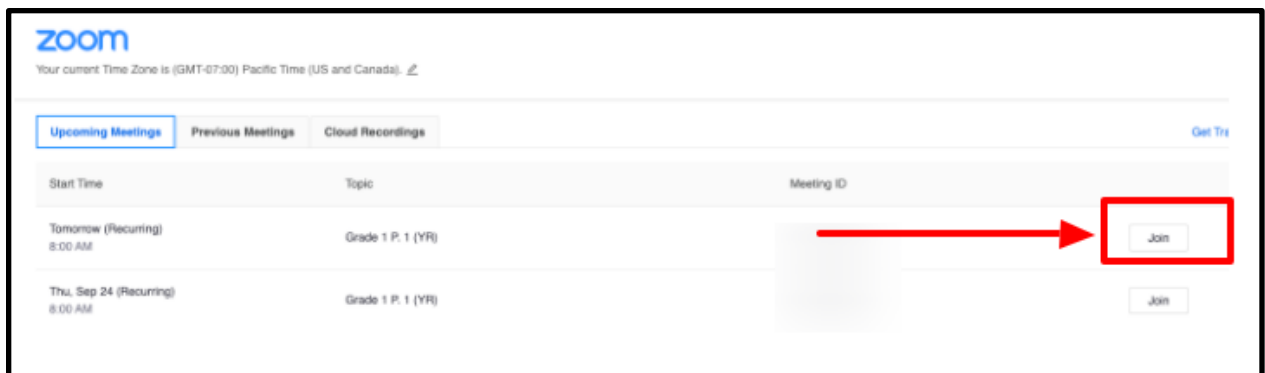 zoom
Your current Time Zone is (GMT-07:00) Pacific Time (US and Canada).
Upcoming Meetings Previous Meetings Cloud Recordings Get Tra
Start Time Topic Meeting ID
Tomorrow (Recurring)
8:00 AM
Grade 1 P. 1 (YR)
Join
Thu, Sep 24 (Recurring)
8:00 AM
Grade 1 P. 1 (YR)
Join